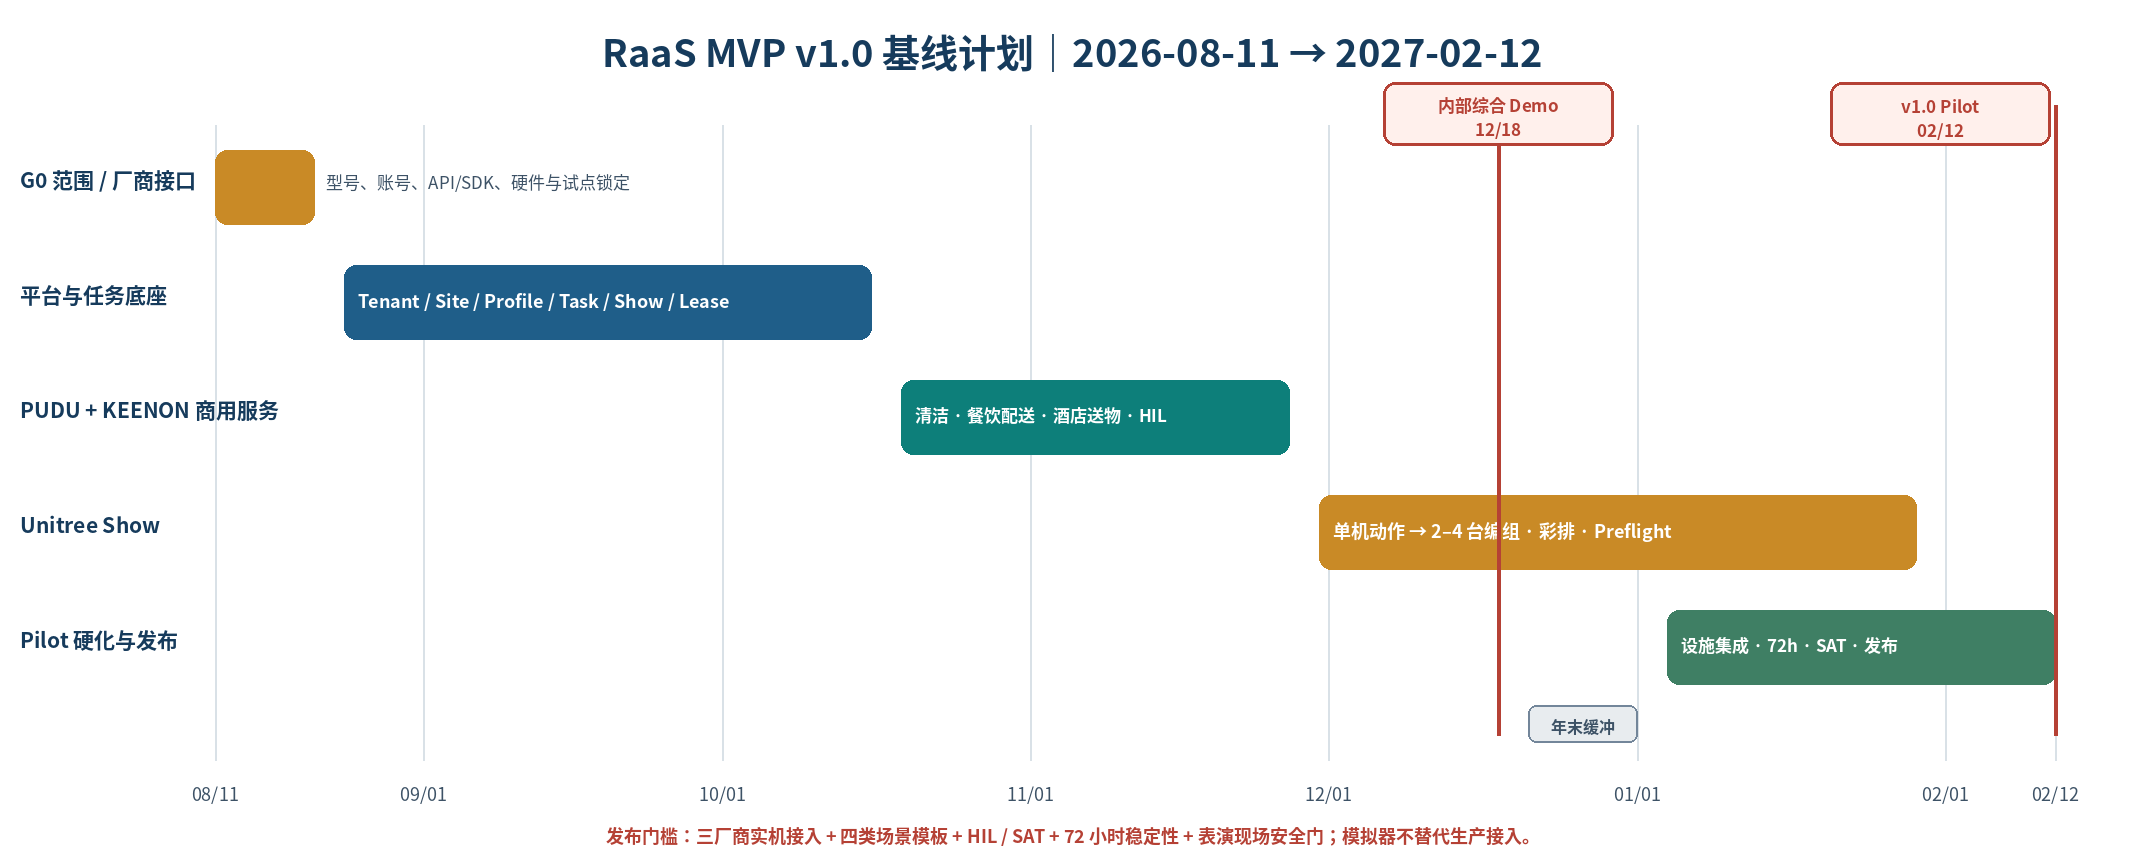 RaaS MVP v1.0 基线计划｜2026-08-11 → 2027-02-12
内部综合 Demo
12/18
v1.0 Pilot
02/12
G0 范围 / 厂商接口
型号、账号、API/SDK、硬件与试点锁定
平台与任务底座
Tenant / Site / Profile / Task / Show / Lease
PUDU + KEENON 商用服务
清洁 · 餐饮配送 · 酒店送物 · HIL
Unitree Show
单机动作 → 2–4 台编组 · 彩排 · Preflight
Pilot 硬化与发布
设施集成 · 72h · SAT · 发布
年末缓冲
08/11
09/01
10/01
11/01
12/01
01/01
02/01
02/12
发布门槛：三厂商实机接入 + 四类场景模板 + HIL / SAT + 72 小时稳定性 + 表演现场安全门；模拟器不替代生产接入。